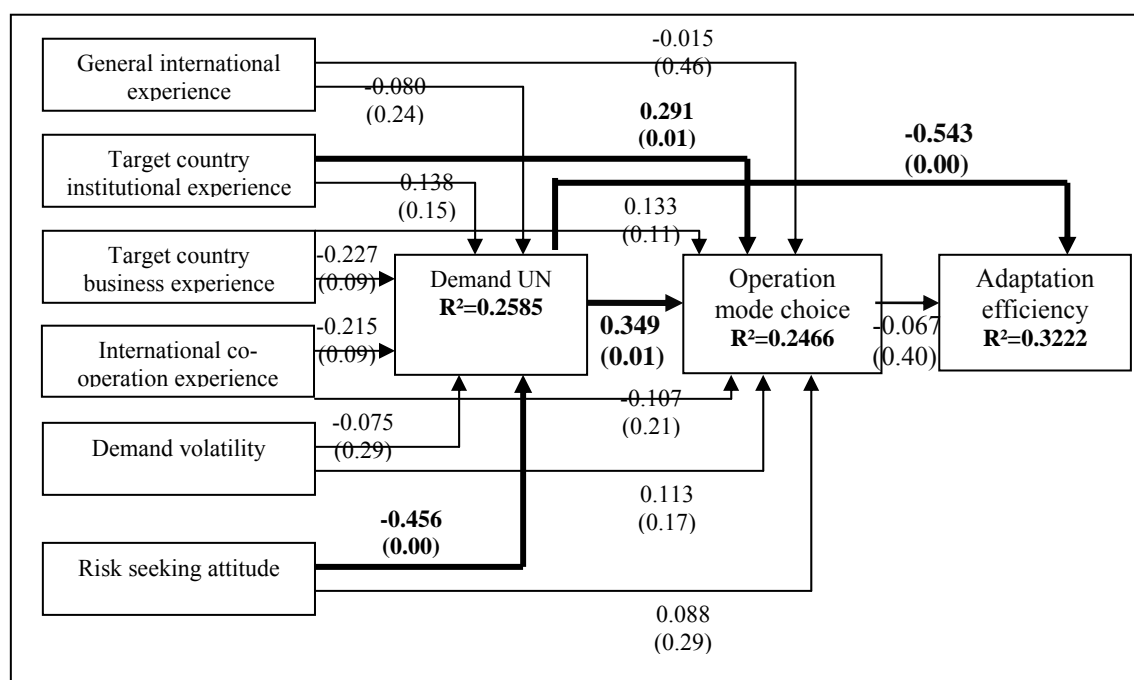 General international
experience
-0.015
(0.46)
-0.080
(0.24)
Target country
institutional experience
0.291
(0.01)
-0.543
(0.00)
0.138
(0.15)
Target country
business experience
-0.227
(0.09)
0.133
(0.11)
International co-
operation experience
-0.215
(0.09)
Demand UN
R²=0.2585
0.349
(0.01)
Operation
mode choice
R²=0.2466
-0.067
(0.40)
Adaptation
efficiency
R²=0.3222
Demand volatility
-0.075
(0.29)
-0.107
(0.21)
0.113
(0.17)
Risk seeking attitude
-0.456
(0.00)
0.088
(0.29)